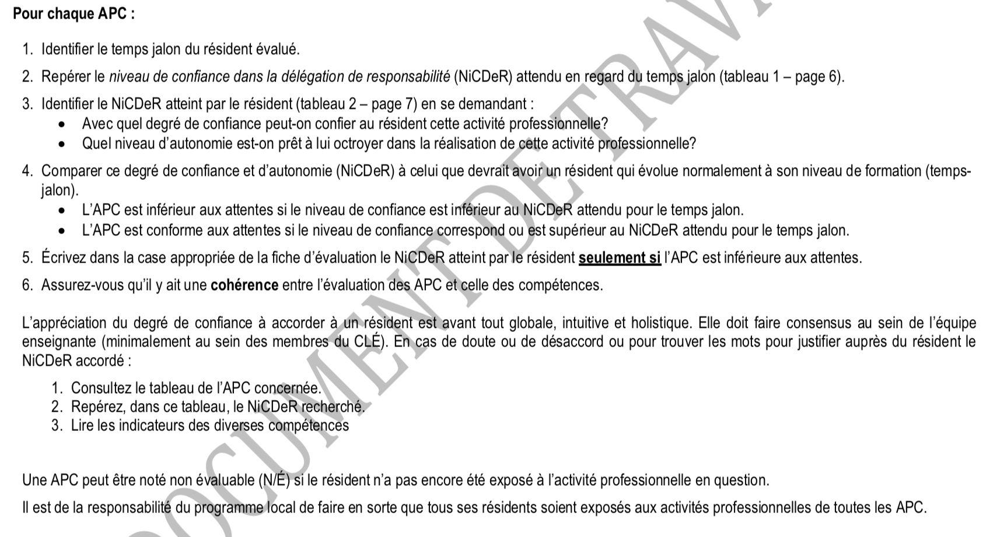 Pour chaque APC :
1. Identifier le temps jalon du résident évalué.
2. Repérer le niveau de confiance dans la délégation de responsabilité (NiCDeR) attendu en regard du temps jalon (tableau 1 – page 6).
3. Identifier le NiCDeR atteint par le résident (tableau 2 – page 7) en se demandant :
• Avec quel degré de confiance peut-on confier au résident cette activité professionnelle?
• Quel niveau d’autonomie est-on prêt à lui octroyer dans la réalisation de cette activité professionnelle?
4. Comparer ce degré de confiance et d’autonomie (NiCDeR) à celui que devrait avoir un résident qui évolue normalement à son niveau de formation (temps-
jalon).
• L’APC est inférieur aux attentes si le niveau de confiance est inférieur au NiCDeR attendu pour le temps jalon.
• L’APC est conforme aux attentes si le niveau de confiance correspond ou est supérieur au NiCDeR attendu pour le temps jalon.
5. Écrivez dans la case appropriée de la fiche d’évaluation le NiCDeR atteint par le résident seulement si l’APC est inférieure aux attentes.
6. Assurez-vous qu’il y ait une cohérence entre l’évaluation des APC et celle des compétences.
L’appréciation du degré de confiance à accorder à un résident est avant tout globale, intuitive et holistique. Elle doit faire consensus au sein de l’équipe
enseignante (minimalement au sein des membres du CLÉ). En cas de doute ou de désaccord ou pour trouver les mots pour justifier auprès du résident le
NiCDeR accordé :
1. Consultez le tableau de l’APC concernée.
2. Repérez, dans ce tableau, le NiCDeR recherché.
3. Lire les indicateurs des diverses compétences
Une APC peut être noté non évaluable (N/É) si le résident n’a pas encore été exposé à l’activité professionnelle en question.
Il est de la responsabilité du programme local de faire en sorte que tous ses résidents soient exposés aux activités professionnelles de toutes les APC.
OCUMENT DE TRAV